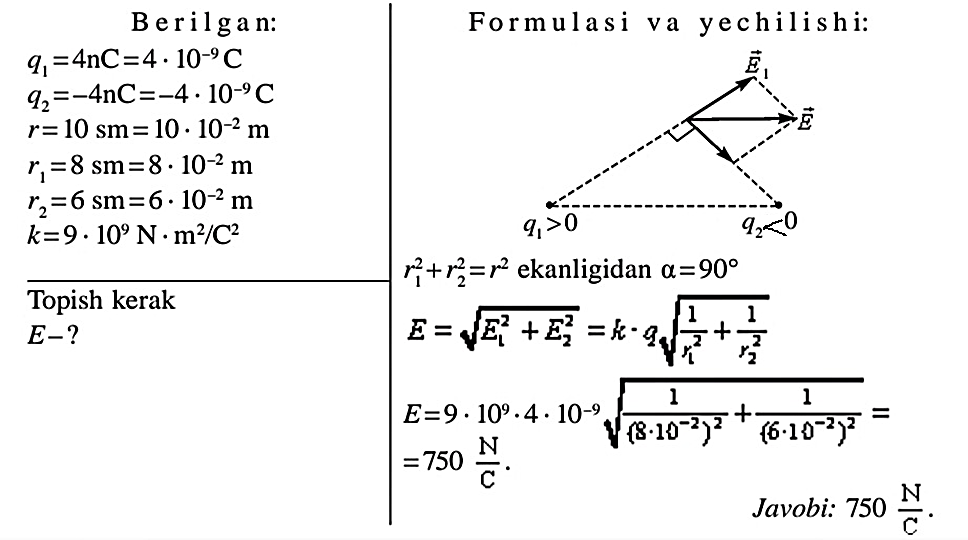 Berilgan:
q₁=4nC=4 · 10⁻⁹ C
q₂=–4nC=–4 · 10⁻⁹ C
r=10 sm=10 · 10⁻² m
r₁=8 sm=8 · 10⁻² m
r₂=6 sm=6 · 10⁻² m
k=9 · 10⁹ N · m²/C²
Topish kerak
E–?
Formulasi va yechilishi:
E⃗₁
E⃗
q₁>0
q₂<0
r₁²+r₂²=r² ekanligidan α=90°
E = √(E₁² + E₂²) = k · q√(1/r₁² + 1/r₂²)
E=9 · 10⁹ · 4 · 10⁻⁹ √(1/(8·10⁻²)² + 1/(6·10⁻²)²) =
=750 N/C.
Javobi: 750 N/C.